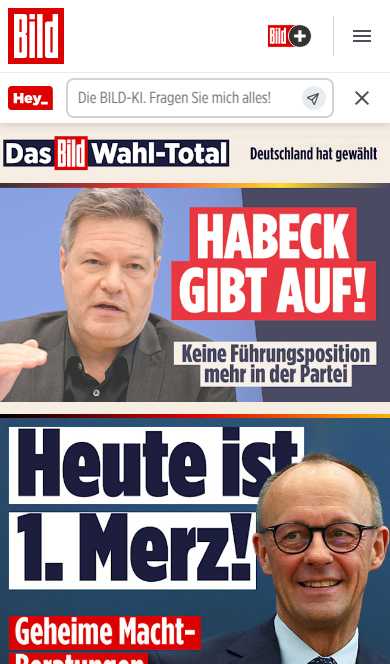 Bild
Bild
Hey_
Die BILD-KI. Fragen Sie mich alles!
Das Bild Wahl-Total
Deutschland hat gewählt
HABECK
GIBT AUF!
Keine Führungsposition
mehr in der Partei
Heute ist
1. Merz!
Geheime Macht-
Beratungen